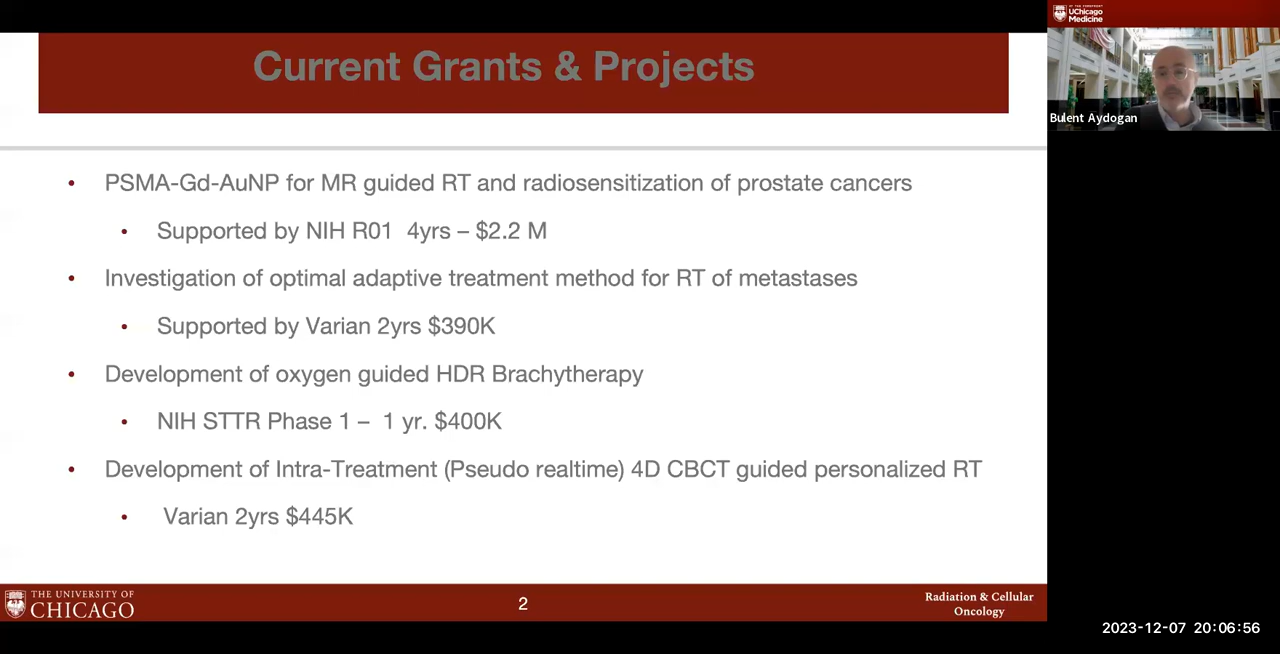 Current Grants & Projects
UChicago
Medicine
Bulent Aydogan
• PSMA-Gd-AuNP for MR guided RT and radiosensitization of prostate cancers
• Supported by NIH R01 4yrs – $2.2 M
• Investigation of optimal adaptive treatment method for RT of metastases
• Supported by Varian 2yrs $390K
• Development of oxygen guided HDR Brachytherapy
• NIH STTR Phase 1 – 1 yr. $400K
• Development of Intra-Treatment (Pseudo realtime) 4D CBCT guided personalized RT
• Varian 2yrs $445K
THE UNIVERSITY OF
CHICAGO
2
Radiation & Cellular
Oncology
2023-12-07 20:06:56